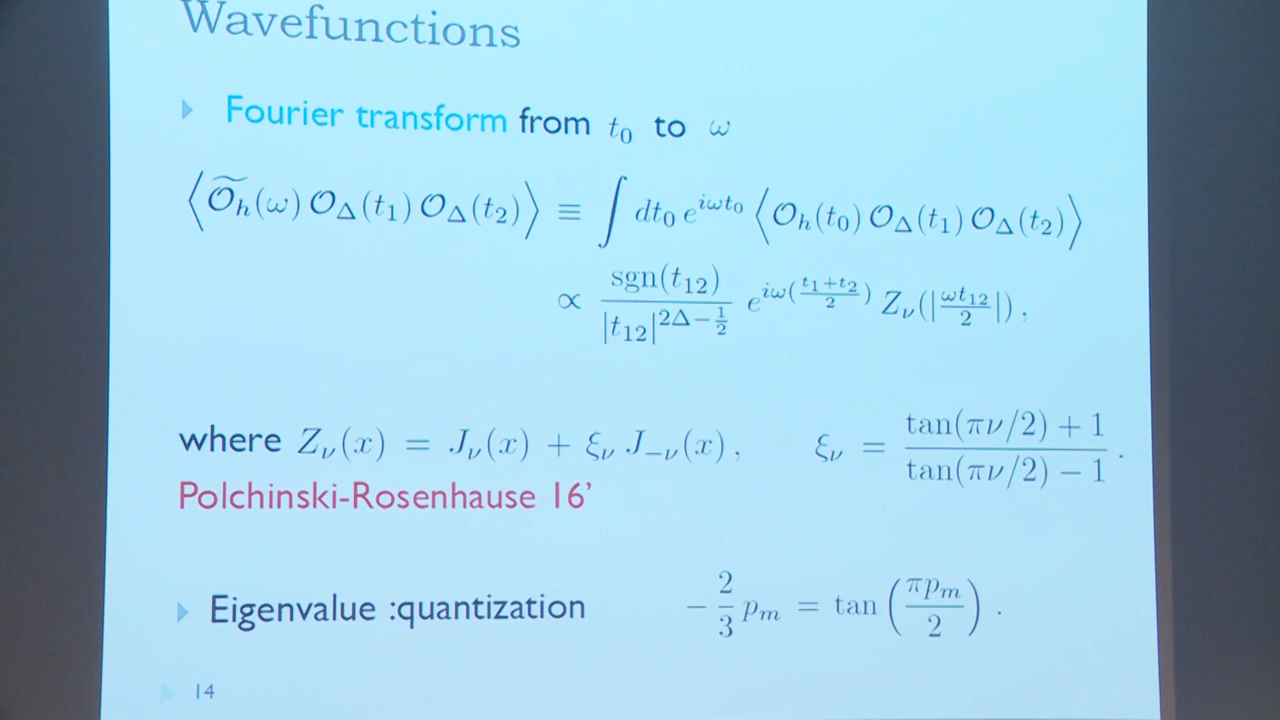 Wavefunctions
Fourier transform from t₀ to ω
⟨Õ_h(ω) O_Δ(t₁) O_Δ(t₂)⟩ ≡ ∫ dt₀ e^{iωt₀} ⟨O_h(t₀) O_Δ(t₁) O_Δ(t₂)⟩
∝ sgn(t₁₂) / |t₁₂|^{2Δ−1/2} e^{iω((t₁+t₂)/2)} Z_ν(|ωt₁₂/2|) ,
where Z_ν(x) = J_ν(x) + ξ_ν J_{−ν}(x) , ξ_ν = (tan(πν/2) + 1) / (tan(πν/2) − 1) .
Polchinski-Rosenhause 16'
Eigenvalue :quantization −(2/3) p_m = tan(πp_m / 2) .
14